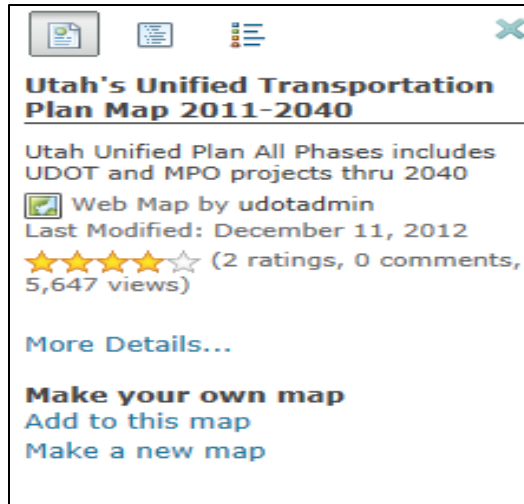 Utah's Unified Transportation
Plan Map 2011-2040
Utah Unified Plan All Phases includes
UDOT and MPO projects thru 2040
Web Map by udotadmin
Last Modified: December 11, 2012
(2 ratings, 0 comments,
5,647 views)
More Details...
Make your own map
Add to this map
Make a new map